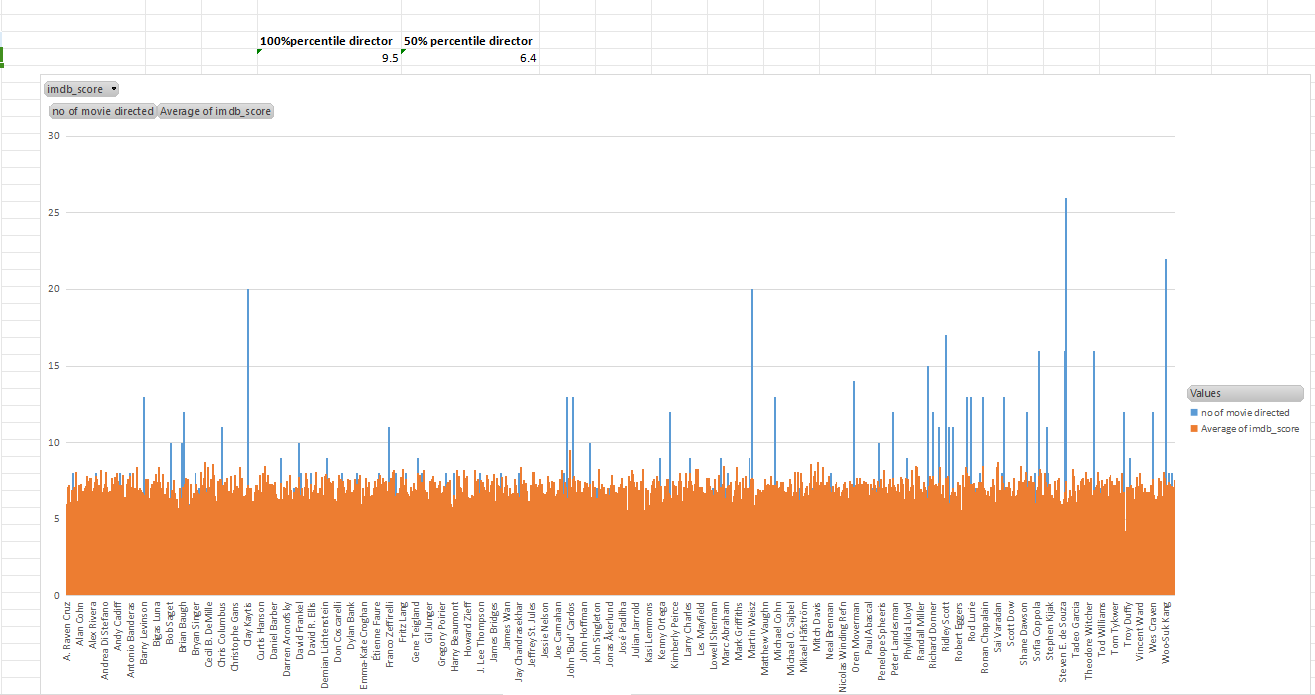 100%percentile director 50% percentile director
9.5 6.4
imdb_score
no of movie directed Average of imdb_score
30
25
20
15
10
5
0
Values
no of movie directed
Average of imdb_score
A. Raven Cruz
Alan Cohn
Alex Rivera
Andrea Di Stefano
Andy Cadiff
Antonio Banderas
Barry Levinson
Bigas Luna
Bob Saget
Brian Baugh
Bryan Singer
Cecil B. DeMille
Chris Columbus
Christophe Gans
Clay Kaytis
Curtis Hanson
Daniel Barber
Darren Aronofsky
David Frankel
David R. Ellis
Demian Lichtenstein
Don Coscarelli
Dylan Bank
Emma-Kate Croghan
Etienne Faure
Franco Zeffirelli
Fritz Lang
Gene Teigland
Gil Junger
Gregory Poirier
Harry Beaumont
Howard Zieff
J. Lee Thompson
James Bridges
James Wan
Jay Chandrasekhar
Jeffrey St. Jules
Jessie Nelson
Joe Camahan
John 'Bud' Cardos
John Hoffman
John Singleton
Jonas Åkerlund
José Padilha
Julian Jarrold
Kasi Lemmons
Kenny Ortega
Kimberly Peirce
Larry Charles
Les Mayfield
Lowell Sherman
Marc Abraham
Mark Griffiths
Martin Weisz
Matthew Vaughn
Michael Cohn
Michael O. Sajbel
Mikael Håfström
Mitch Davis
Neal Brennan
Nicolas Winding Refn
Oren Moverman
Paul Abascal
Penelope Spheeris
Peter Landesman
Phyllida Lloyd
Randall Miller
Richard Donner
Ridley Scott
Robert Eggers
Rod Lurie
Ronan Chapalain
Sai Varadan
Scott Dow
Shane Dawson
Sofia Coppola
Stephen Kijak
Steven E. de Souza
Tadeo Garcia
Theodore Witcher
Tod Williams
Tom Tykwer
Troy Duffy
Vincent Ward
Wes Craven
Woo-Suk Kang